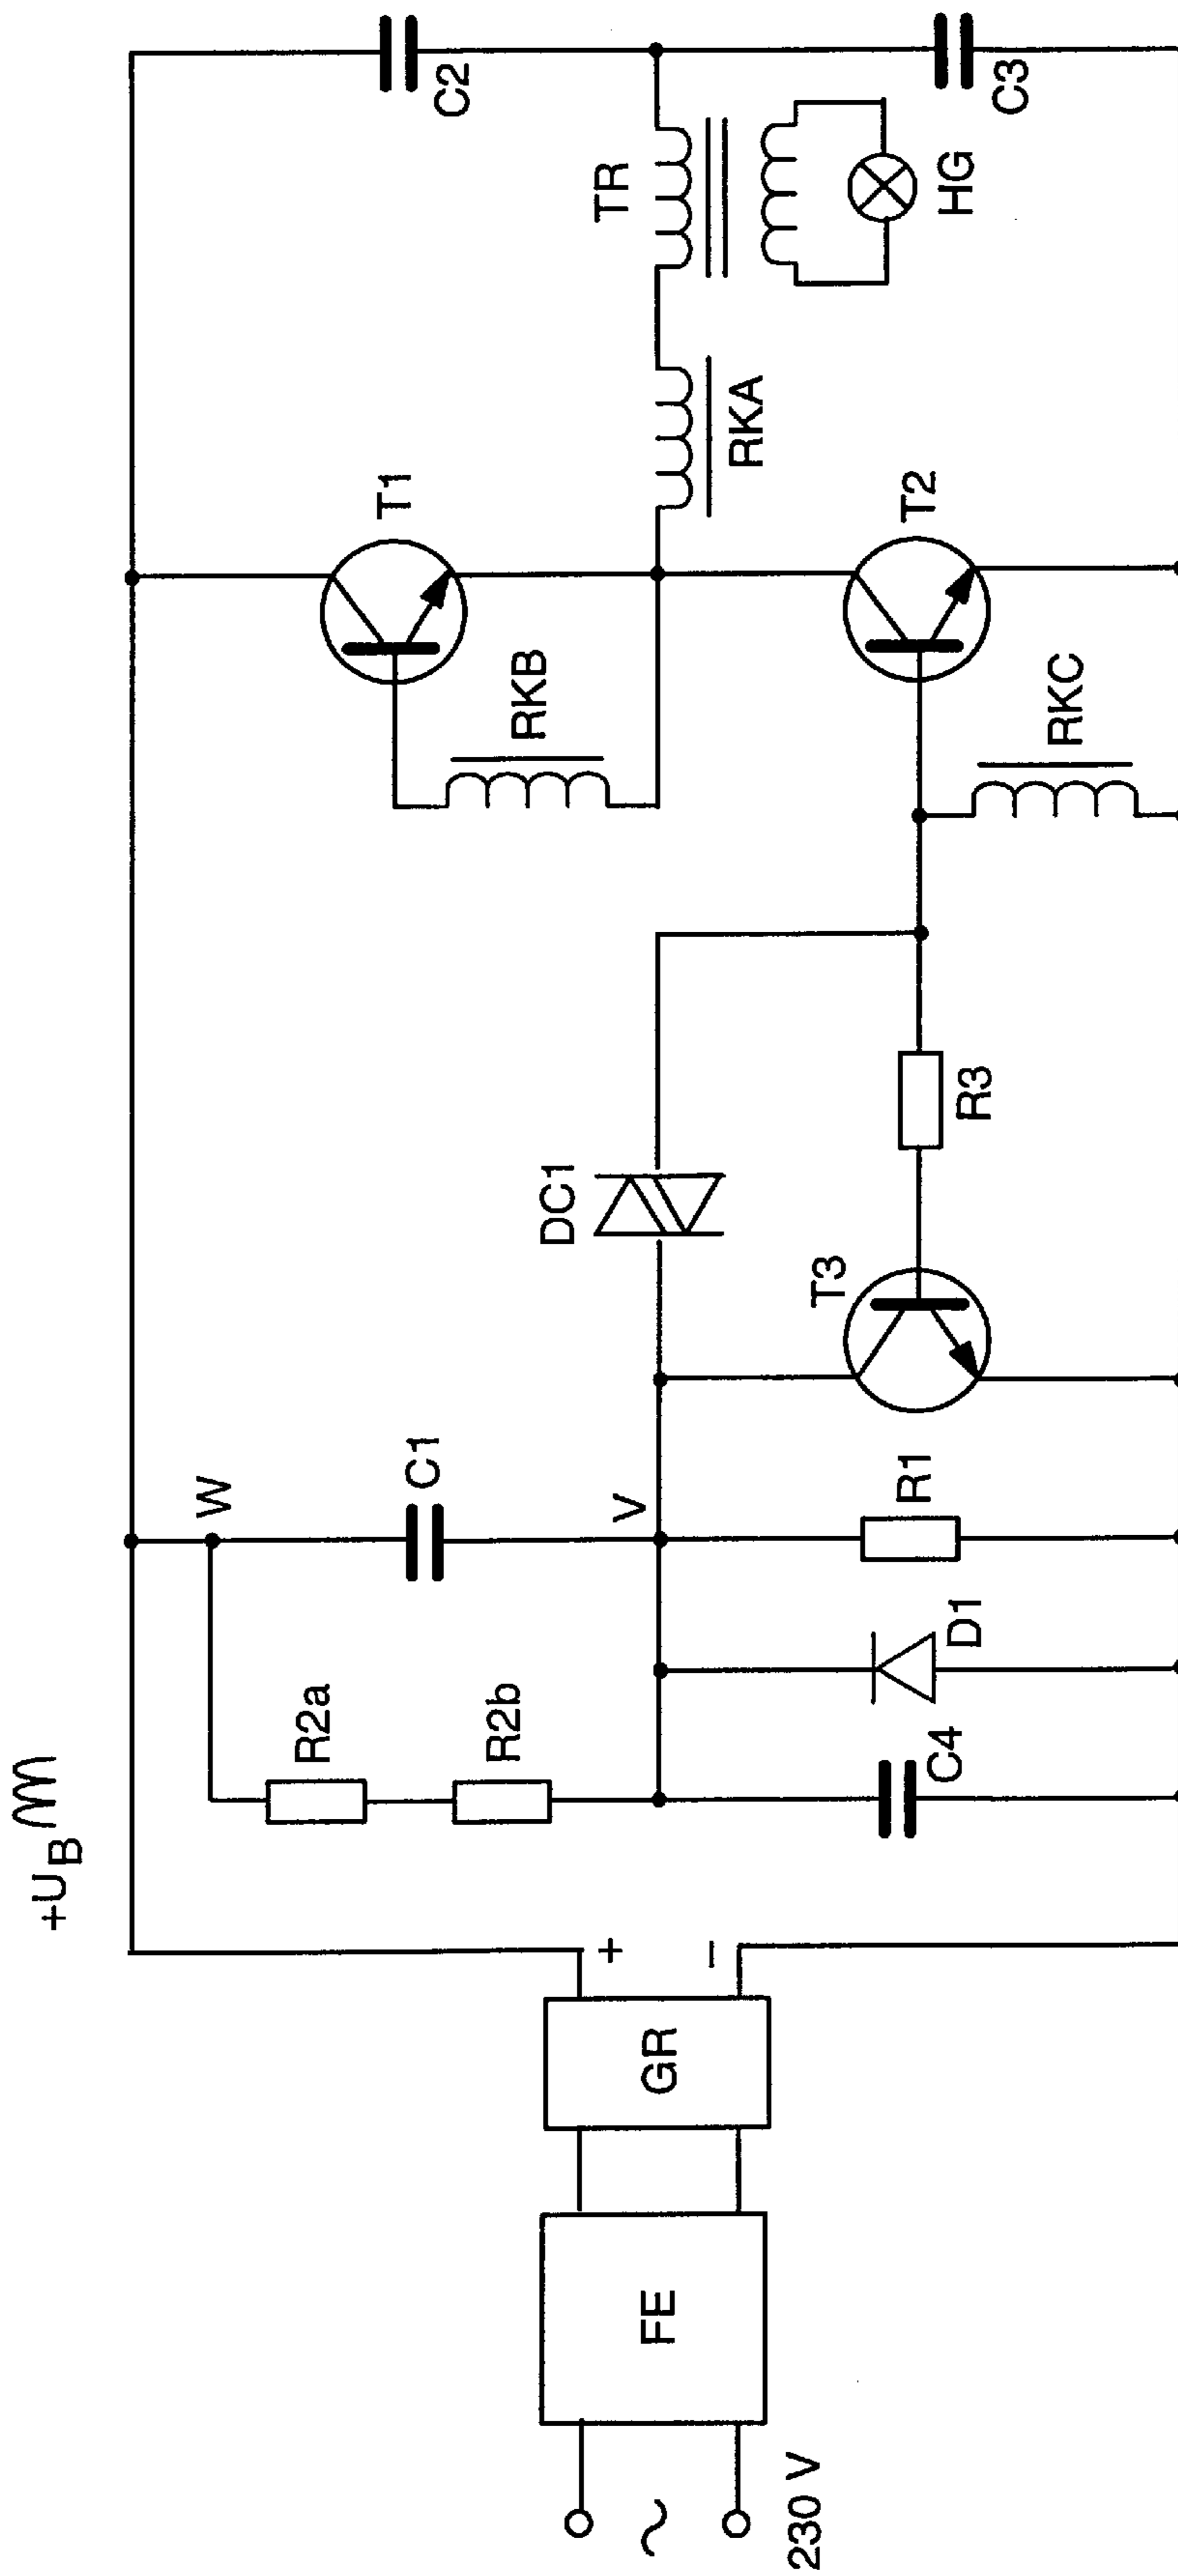 +U_B
230 V
~
FE
GR
+
−
W
R2a
R2b
C1
V
C4
D1
R1
DC1
T3
R3
RKB
RKC
T1
T2
RKA
TR
HG
C2
C3